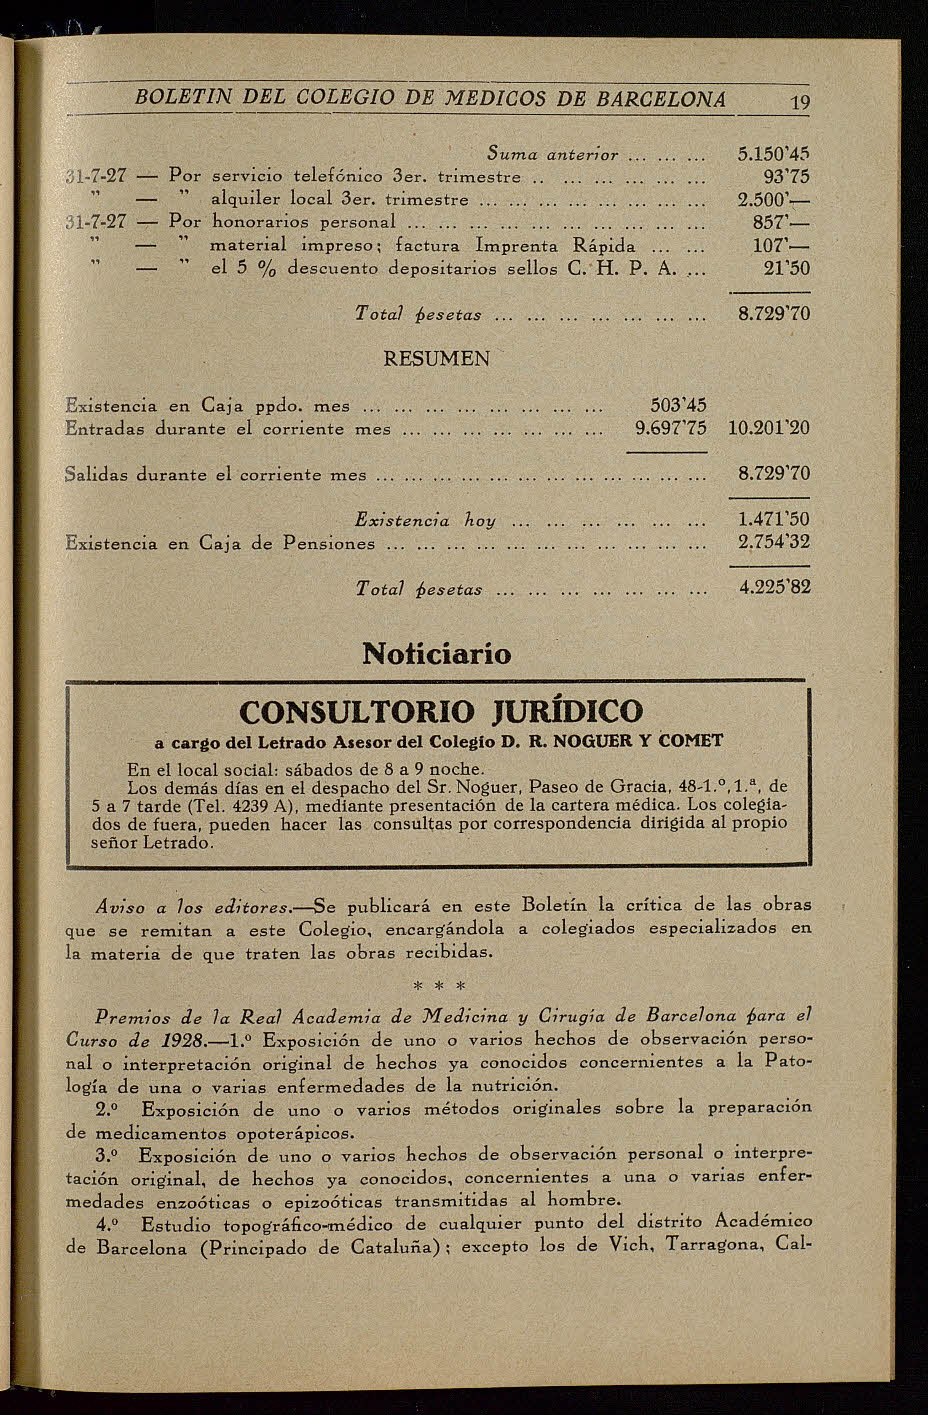 BOLETIN DEL COLEGIO DE MEDICOS DE BARCELONA 19
Suma anterior ... ... ... 5.150'45
31-7-27 — Por servicio telefónico 3er. trimestre .. ... ... ... ... ... 93'75
" — " alquiler local 3er. trimestre ... ... ... ... ... ... ... ... 2.500'—
31-7-27 — Por honorarios personal ... ... ... ... ... ... ... ... ... ... 857'—
" — " material impreso; factura Imprenta Rápida ... ... 107'—
" — " el 5 % descuento depositarios sellos C. H. P. A. ... 21'50
Total pesetas ... ... ... ... ... ... ... 8.729'70
RESUMEN
Existencia en Caja ppdo. mes ... ... ... ... ... ... ... ... 503'45
Entradas durante el corriente mes ... ... ... ... ... ... ... 9.697'75 10.201'20
Salidas durante el corriente mes ... ... ... ... ... ... ... ... ... ... ... ... 8.729'70
Existencia hoy ... ... ... ... ... ... 1.471'50
Existencia en Caja de Pensiones ... ... ... ... ... ... ... ... ... ... ... 2.754'32
Total pesetas ... ... ... ... ... ... ... 4.225'82
Noticiario
CONSULTORIO JURÍDICO
a cargo del Letrado Asesor del Colegio D. R. NOGUER Y COMET
En el local social: sábados de 8 a 9 noche.
Los demás días en el despacho del Sr. Noguer, Paseo de Gracia, 48-1.º, 1.ª, de
5 a 7 tarde (Tel. 4239 A), mediante presentación de la cartera médica. Los colegia-
dos de fuera, pueden hacer las consultas por correspondencia dirigida al propio
señor Letrado.
Aviso a los editores.—Se publicará en este Boletín la crítica de las obras
que se remitan a este Colegio, encargándola a colegiados especializados en
la materia de que traten las obras recibidas.
* * *
Premios de la Real Academia de Medicina y Cirugía de Barcelona para el
Curso de 1928.—1.º Exposición de uno o varios hechos de observación perso-
nal o interpretación original de hechos ya conocidos concernientes a la Pato-
logía de una o varias enfermedades de la nutrición.
2.º Exposición de uno o varios métodos originales sobre la preparación
de medicamentos opoterápicos.
3.º Exposición de uno o varios hechos de observación personal o interpre-
tación original, de hechos ya conocidos, concernientes a una o varias enfer-
medades enzoóticas o epizoóticas transmitidas al hombre.
4.º Estudio topográfico-médico de cualquier punto del distrito Académico
de Barcelona (Principado de Cataluña); excepto los de Vich, Tarragona, Cal-